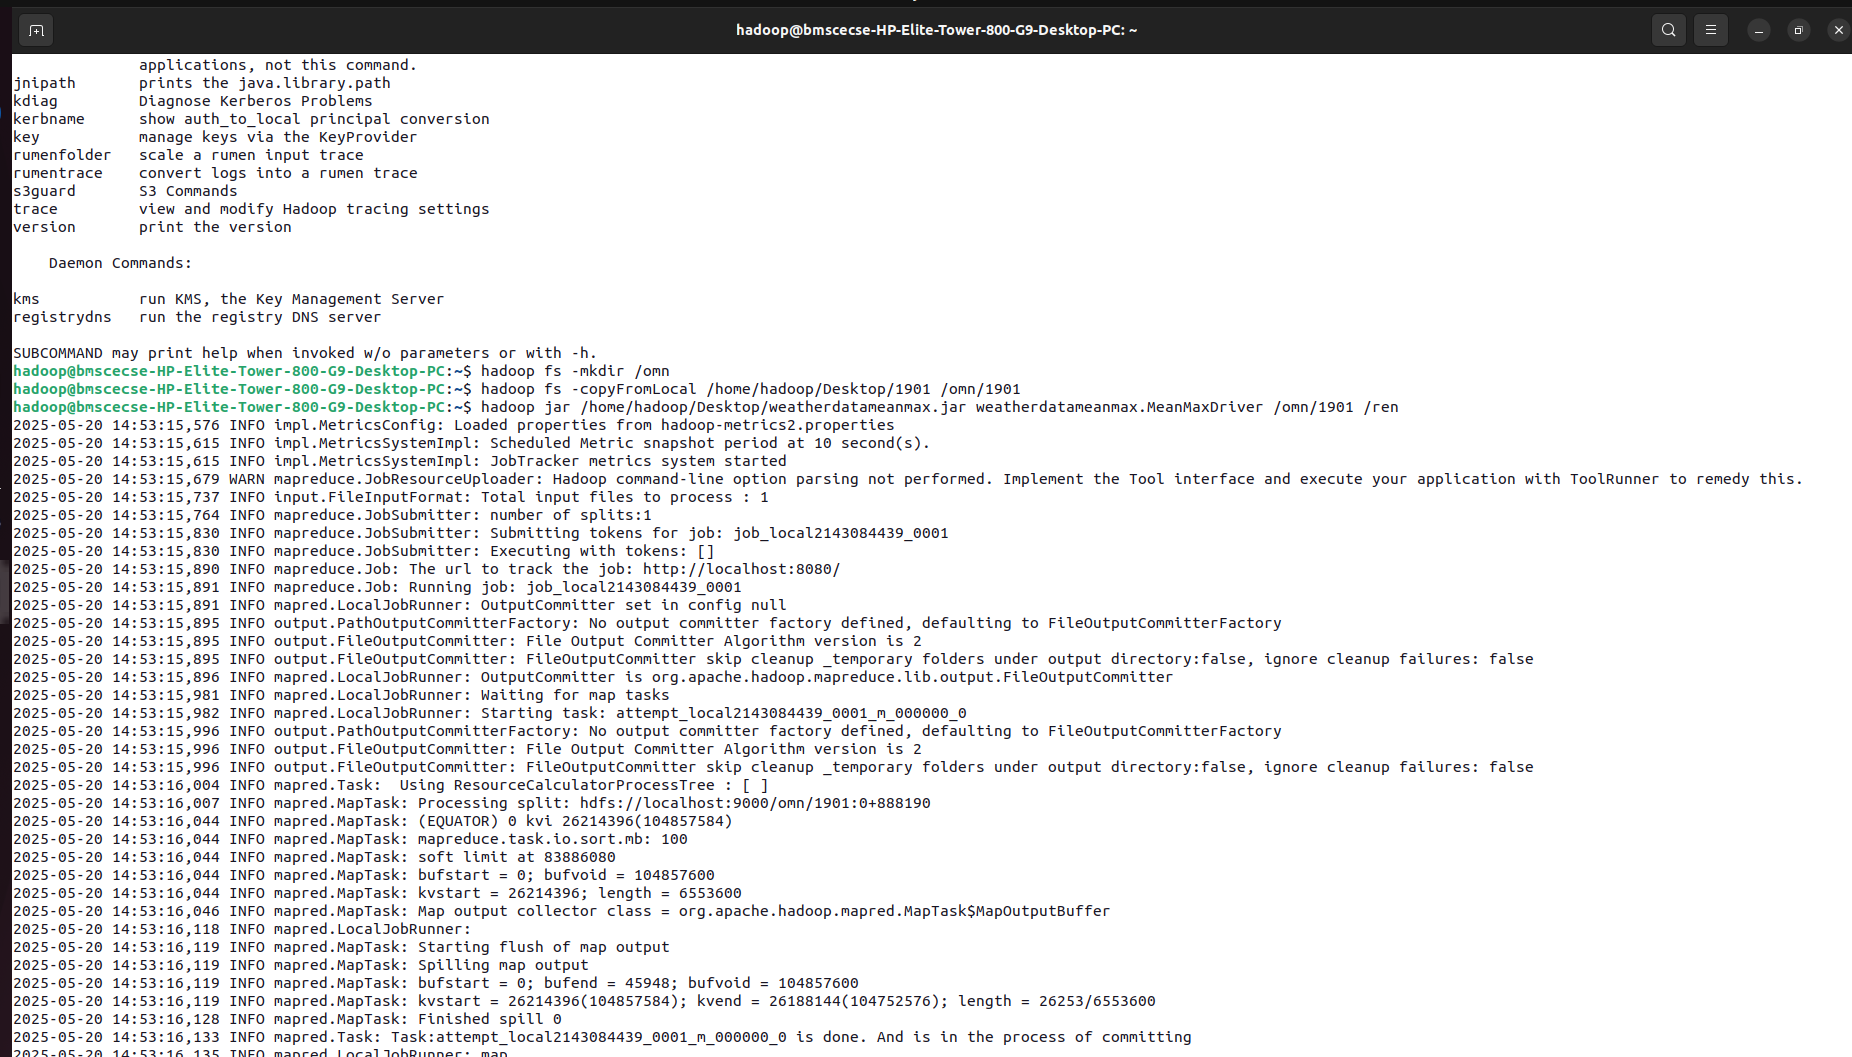 hadoop@bmscecse-HP-Elite-Tower-800-G9-Desktop-PC: ~
applications, not this command.
jnipath       prints the java.library.path
kdiag         Diagnose Kerberos Problems
kerbname      show auth_to_local principal conversion
key           manage keys via the KeyProvider
rumenfolder   scale a rumen input trace
rumentrace    convert logs into a rumen trace
s3guard       S3 Commands
trace         view and modify Hadoop tracing settings
version       print the version
Daemon Commands:
kms           run KMS, the Key Management Server
registrydns   run the registry DNS server
SUBCOMMAND may print help when invoked w/o parameters or with -h.
hadoop@bmscecse-HP-Elite-Tower-800-G9-Desktop-PC:~$ hadoop fs -mkdir /omn
hadoop@bmscecse-HP-Elite-Tower-800-G9-Desktop-PC:~$ hadoop fs -copyFromLocal /home/hadoop/Desktop/1901 /omn/1901
hadoop@bmscecse-HP-Elite-Tower-800-G9-Desktop-PC:~$ hadoop jar /home/hadoop/Desktop/weatherdatameanmax.jar weatherdatameanmax.MeanMaxDriver /omn/1901 /ren
2025-05-20 14:53:15,576 INFO impl.MetricsConfig: Loaded properties from hadoop-metrics2.properties
2025-05-20 14:53:15,615 INFO impl.MetricsSystemImpl: Scheduled Metric snapshot period at 10 second(s).
2025-05-20 14:53:15,615 INFO impl.MetricsSystemImpl: JobTracker metrics system started
2025-05-20 14:53:15,679 WARN mapreduce.JobResourceUploader: Hadoop command-line option parsing not performed. Implement the Tool interface and execute your application with ToolRunner to remedy this.
2025-05-20 14:53:15,737 INFO input.FileInputFormat: Total input files to process : 1
2025-05-20 14:53:15,764 INFO mapreduce.JobSubmitter: number of splits:1
2025-05-20 14:53:15,830 INFO mapreduce.JobSubmitter: Submitting tokens for job: job_local2143084439_0001
2025-05-20 14:53:15,830 INFO mapreduce.JobSubmitter: Executing with tokens: []
2025-05-20 14:53:15,890 INFO mapreduce.Job: The url to track the job: http://localhost:8080/
2025-05-20 14:53:15,891 INFO mapreduce.Job: Running job: job_local2143084439_0001
2025-05-20 14:53:15,891 INFO mapred.LocalJobRunner: OutputCommitter set in config null
2025-05-20 14:53:15,895 INFO output.PathOutputCommitterFactory: No output committer factory defined, defaulting to FileOutputCommitterFactory
2025-05-20 14:53:15,895 INFO output.FileOutputCommitter: File Output Committer Algorithm version is 2
2025-05-20 14:53:15,895 INFO output.FileOutputCommitter: FileOutputCommitter skip cleanup _temporary folders under output directory:false, ignore cleanup failures: false
2025-05-20 14:53:15,896 INFO mapred.LocalJobRunner: OutputCommitter is org.apache.hadoop.mapreduce.lib.output.FileOutputCommitter
2025-05-20 14:53:15,981 INFO mapred.LocalJobRunner: Waiting for map tasks
2025-05-20 14:53:15,982 INFO mapred.LocalJobRunner: Starting task: attempt_local2143084439_0001_m_000000_0
2025-05-20 14:53:15,996 INFO output.PathOutputCommitterFactory: No output committer factory defined, defaulting to FileOutputCommitterFactory
2025-05-20 14:53:15,996 INFO output.FileOutputCommitter: File Output Committer Algorithm version is 2
2025-05-20 14:53:15,996 INFO output.FileOutputCommitter: FileOutputCommitter skip cleanup _temporary folders under output directory:false, ignore cleanup failures: false
2025-05-20 14:53:16,004 INFO mapred.Task:  Using ResourceCalculatorProcessTree : [ ]
2025-05-20 14:53:16,007 INFO mapred.MapTask: Processing split: hdfs://localhost:9000/omn/1901:0+888190
2025-05-20 14:53:16,044 INFO mapred.MapTask: (EQUATOR) 0 kvi 26214396(104857584)
2025-05-20 14:53:16,044 INFO mapred.MapTask: mapreduce.task.io.sort.mb: 100
2025-05-20 14:53:16,044 INFO mapred.MapTask: soft limit at 83886080
2025-05-20 14:53:16,044 INFO mapred.MapTask: bufstart = 0; bufvoid = 104857600
2025-05-20 14:53:16,044 INFO mapred.MapTask: kvstart = 26214396; length = 6553600
2025-05-20 14:53:16,046 INFO mapred.MapTask: Map output collector class = org.apache.hadoop.mapred.MapTask$MapOutputBuffer
2025-05-20 14:53:16,118 INFO mapred.LocalJobRunner:
2025-05-20 14:53:16,119 INFO mapred.MapTask: Starting flush of map output
2025-05-20 14:53:16,119 INFO mapred.MapTask: Spilling map output
2025-05-20 14:53:16,119 INFO mapred.MapTask: bufstart = 0; bufend = 45948; bufvoid = 104857600
2025-05-20 14:53:16,119 INFO mapred.MapTask: kvstart = 26214396(104857584); kvend = 26188144(104752576); length = 26253/6553600
2025-05-20 14:53:16,128 INFO mapred.MapTask: Finished spill 0
2025-05-20 14:53:16,133 INFO mapred.Task: Task:attempt_local2143084439_0001_m_000000_0 is done. And is in the process of committing
2025-05-20 14:53:16,135 INFO mapred.LocalJobRunner: map